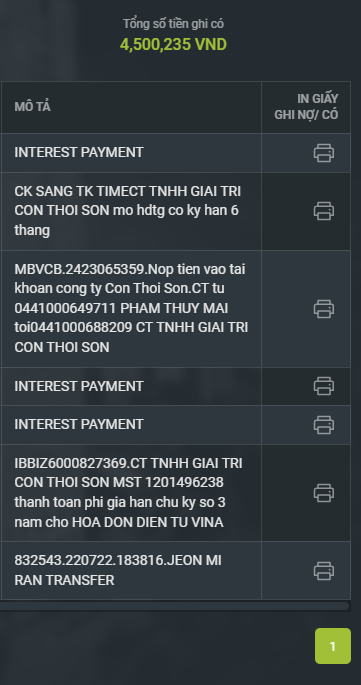 Tổng số tiền ghi có
4,500,235 VND
MÔ TẢ
IN GIẤY
GHI NỢ/ CÓ
INTEREST PAYMENT
CK SANG TK TIMECT TNHH GIAI TRI
CON THOI SON mo hdtg co ky han 6
thang
MBVCB.2423065359.Nop tien vao tai
khoan cong ty Con Thoi Son.CT tu
0441000649711 PHAM THUY MAI
toi0441000688209 CT TNHH GIAI TRI
CON THOI SON
INTEREST PAYMENT
INTEREST PAYMENT
IBBIZ6000827369.CT TNHH GIAI TRI
CON THOI SON MST 1201496238
thanh toan phi gia han chu ky so 3
nam cho HOA DON DIEN TU VINA
832543.220722.183816.JEON MI
RAN TRANSFER
1